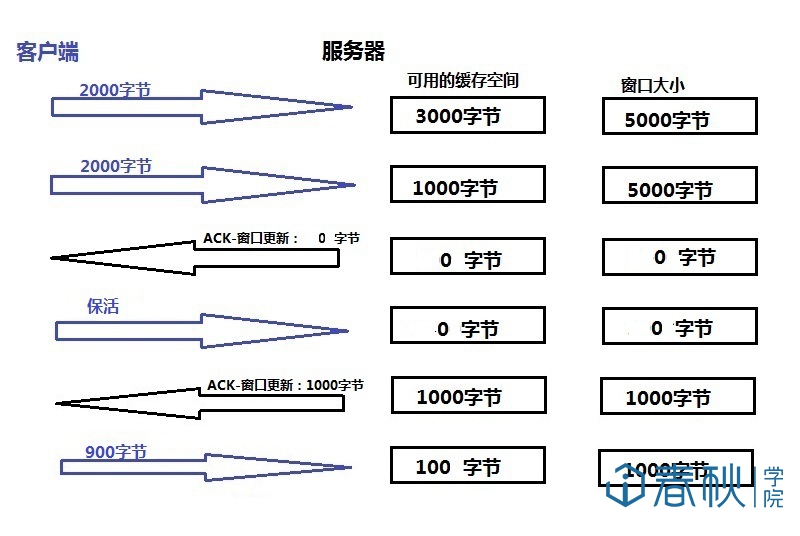 客户端 服务器
可用的缓存空间 窗口大小
2000字节 3000字节 5000字节
2000字节 1000字节 5000字节
ACK-窗口更新： 0 字节 0 字节 0 字节
保活 0 字节 0 字节
ACK-窗口更新：1000字节 1000字节 1000字节
900字节 100 字节 1000字节
春秋学院